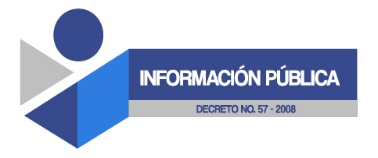 INFORMACIÓN PÚBLICA
DECRETO NO. 57 - 2008